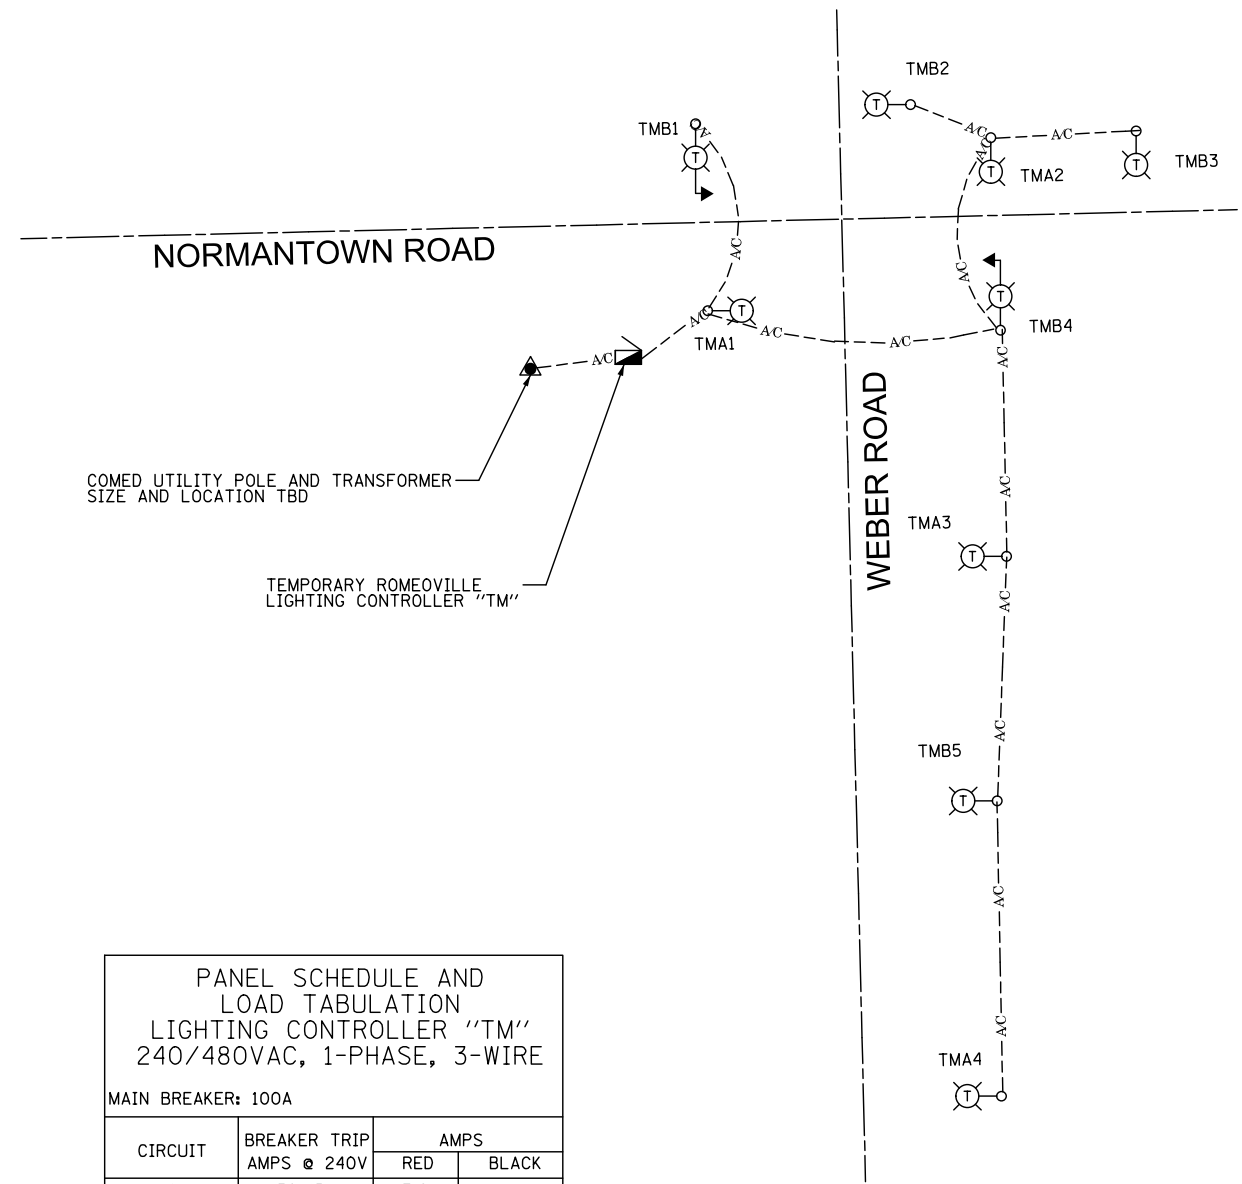 TMB2
TMB1
A/C
A/C
A/C
A/C
T
T
T
T
TMA2
TMB3
NORMANTOWN ROAD
A/C
A/C
T
T
A/C
TMA1
A/C
A/C
TMB4
A/C
A/C
WEBER ROAD
COMED UTILITY POLE AND TRANSFORMER
SIZE AND LOCATION TBD
A/C
TMA3
T
TEMPORARY ROMEOVILLE
LIGHTING CONTROLLER "TM"
A/C
A/C
TMB5
T
A/C
A/C
TMA4
T
PANEL SCHEDULE AND
LOAD TABULATION
LIGHTING CONTROLLER "TM"
240/480VAC, 1-PHASE, 3-WIRE
MAIN BREAKER: 100A
CIRCUIT
BREAKER TRIP
AMPS @ 240V
AMPS
RED
BLACK